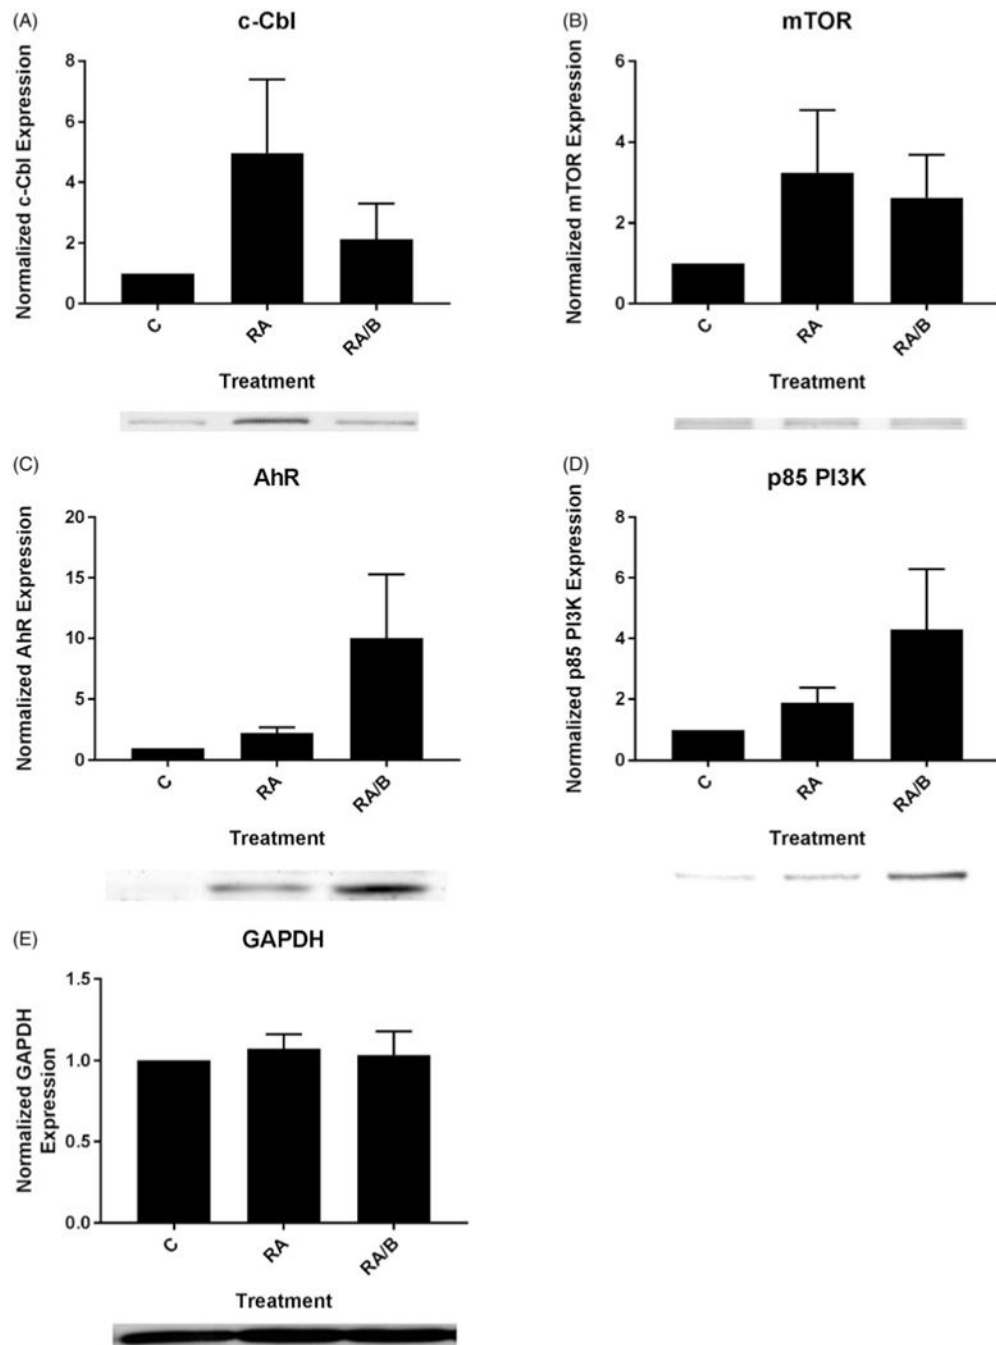 (A)
c-Cbl
Normalized c-Cbl Expression
8
6
4
2
0
C
RA
RA/B
Treatment
(B)
mTOR
Normalized mTOR Expression
6
4
2
0
C
RA
RA/B
Treatment
(C)
AhR
Normalized AhR Expression
20
15
10
5
0
C
RA
RA/B
Treatment
(D)
p85 PI3K
Normalized p85 PI3K Expression
8
6
4
2
0
C
RA
RA/B
Treatment
(E)
GAPDH
Normalized GAPDH
Expression
1.5
1.0
0.5
0.0
C
RA
RA/B
Treatment